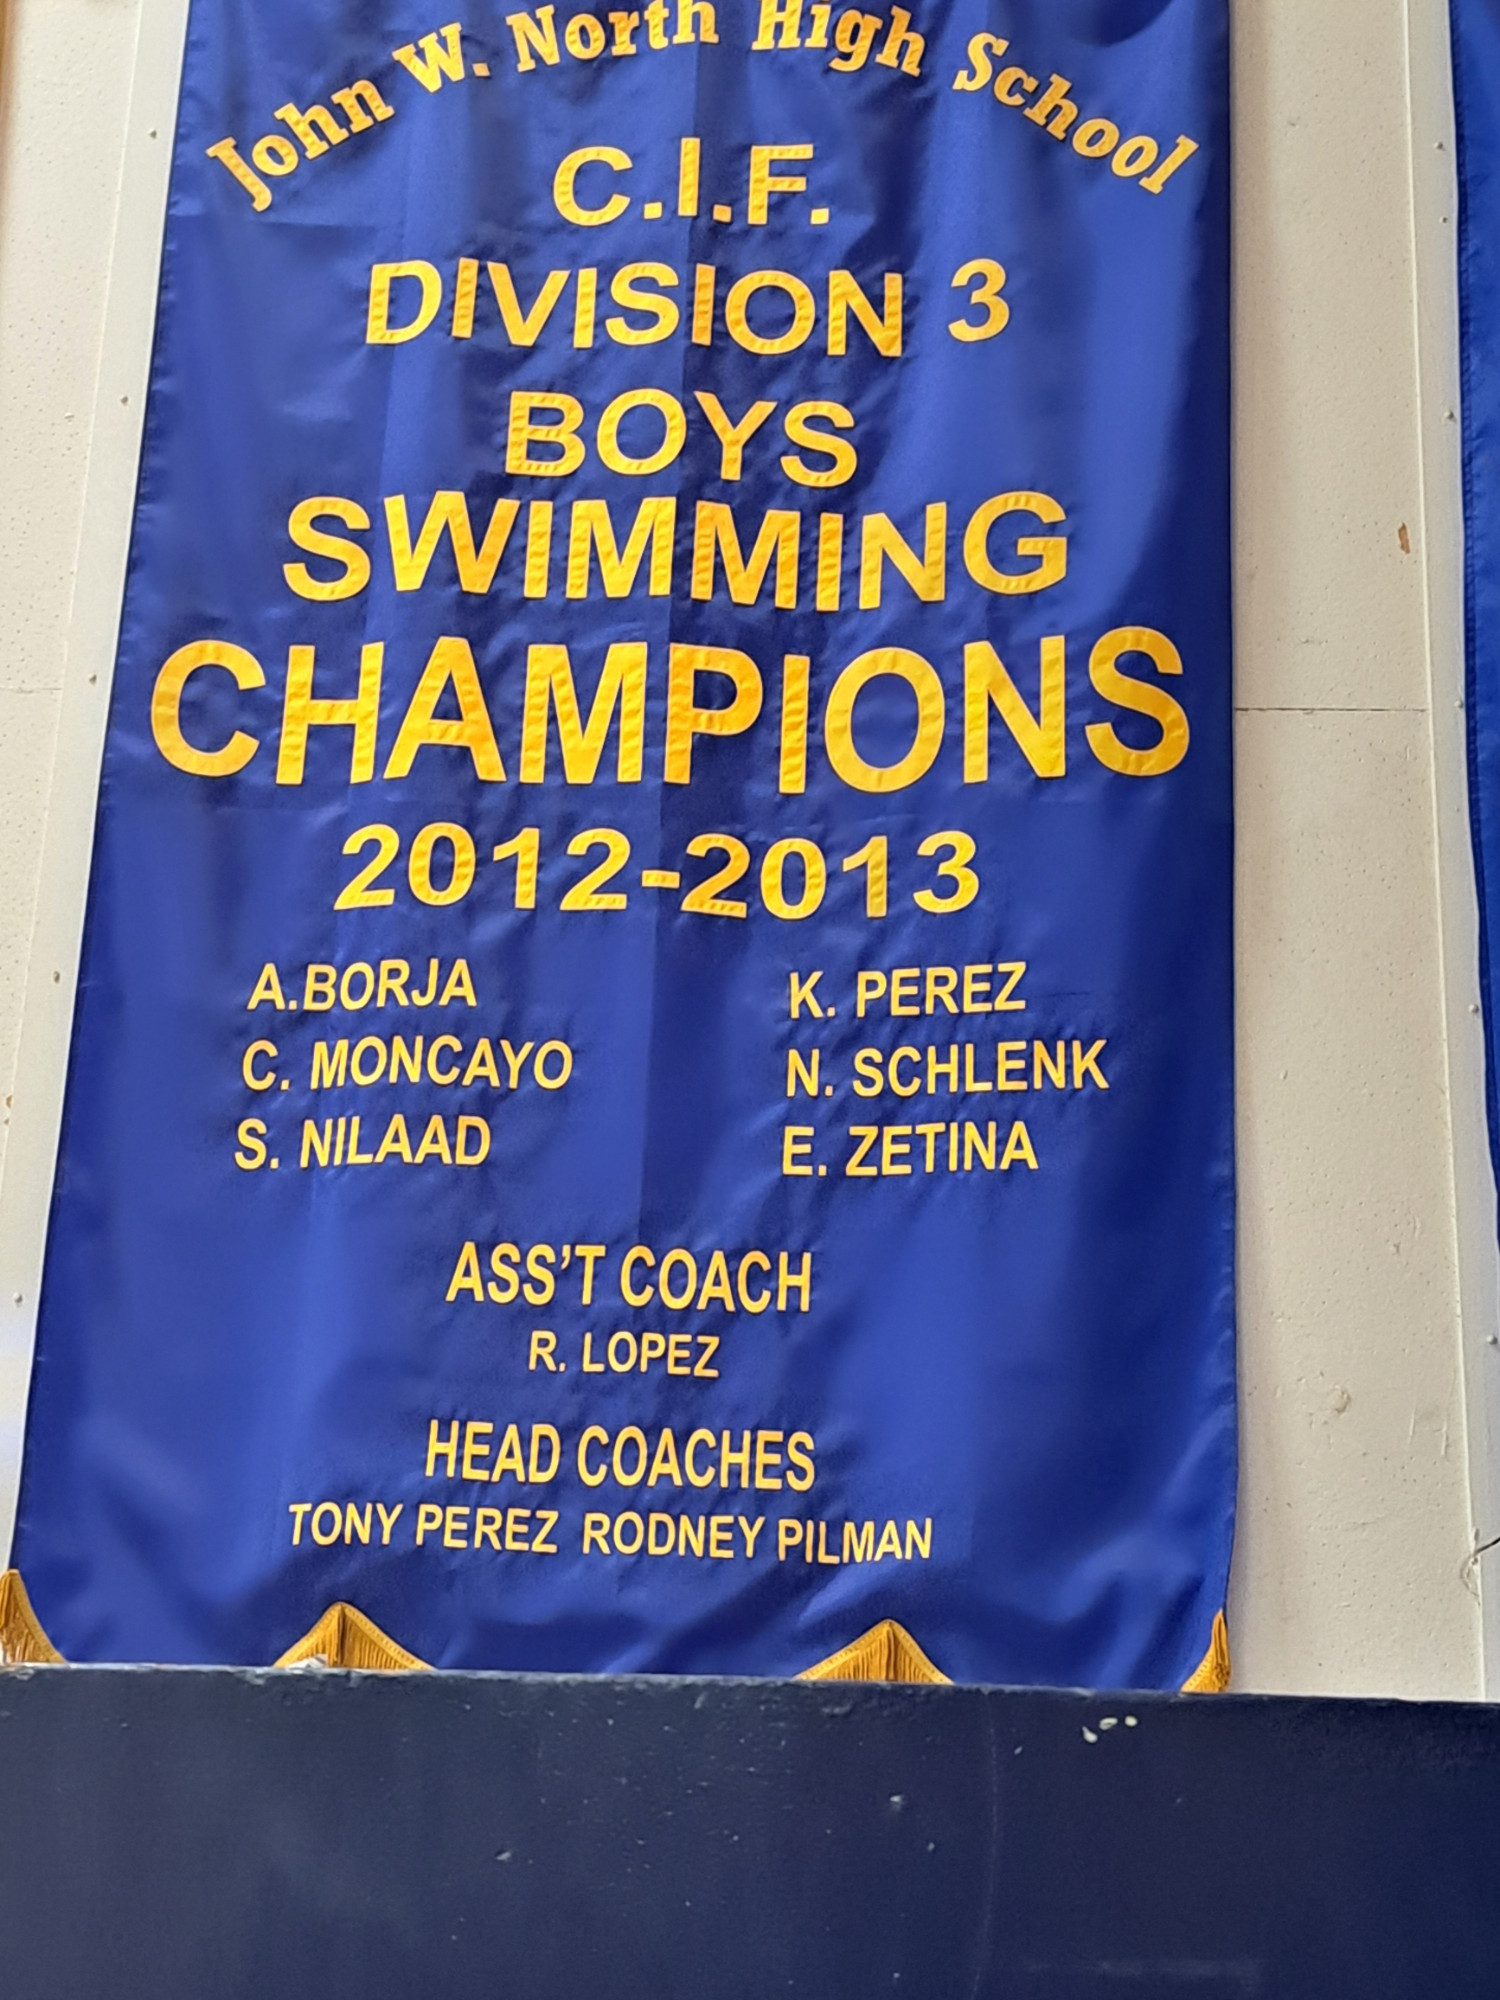 John W. North High School
C.I.F.
DIVISION 3
BOYS
SWIMMING
CHAMPIONS
2012-2013
A.BORJA K. PEREZ
C. MONCAYO N. SCHLENK
S. NILAAD E. ZETINA
ASS'T COACH
R. LOPEZ
HEAD COACHES
TONY PEREZ RODNEY PILMAN